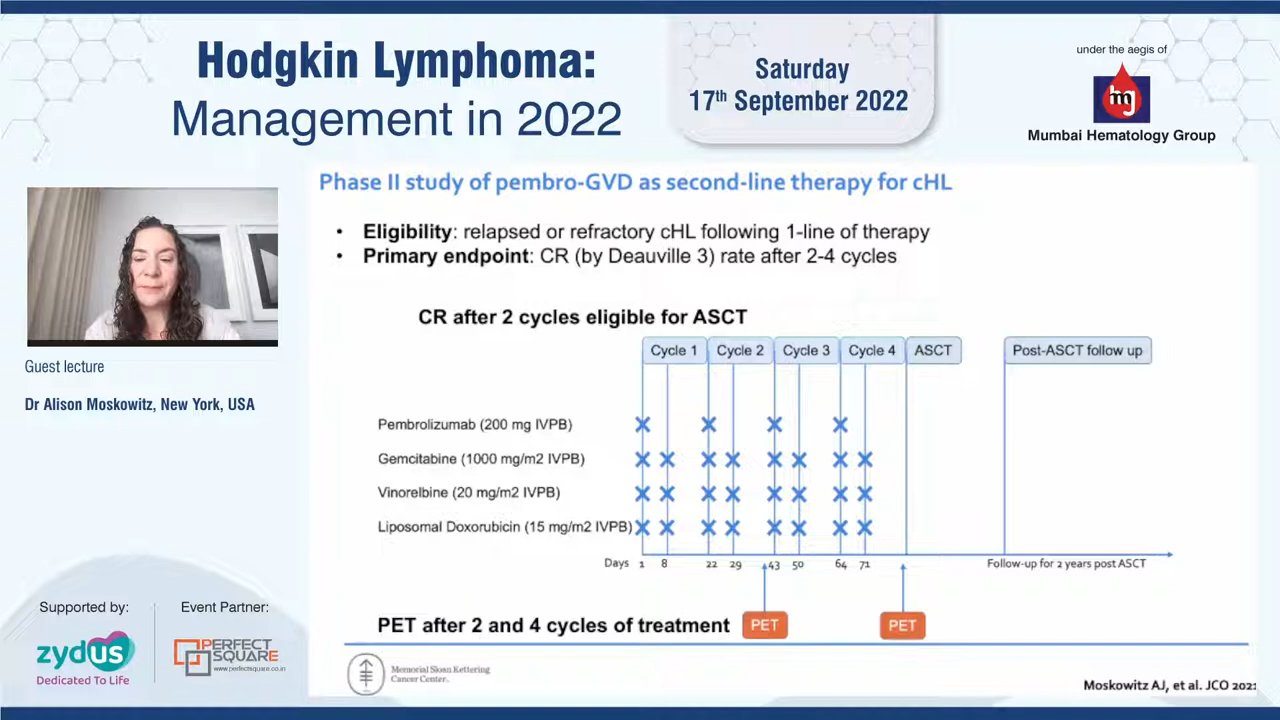 Hodgkin Lymphoma:
Management in 2022
Saturday
17th September 2022
under the aegis of
mg
Mumbai Hematology Group
Guest lecture
Dr Alison Moskowitz, New York, USA
Phase II study of pembro-GVD as second-line therapy for cHL
• Eligibility: relapsed or refractory cHL following 1-line of therapy
• Primary endpoint: CR (by Deauville 3) rate after 2-4 cycles
CR after 2 cycles eligible for ASCT
Cycle 1 Cycle 2 Cycle 3 Cycle 4 ASCT Post-ASCT follow up
Pembrolizumab (200 mg IVPB)
Gemcitabine (1000 mg/m2 IVPB)
Vinorelbine (20 mg/m2 IVPB)
Liposomal Doxorubicin (15 mg/m2 IVPB)
Days 1 8 22 29 43 50 64 71 Follow-up for 2 years post ASCT
PET after 2 and 4 cycles of treatment PET PET
Memorial Sloan Kettering
Cancer Center
Moskowitz AJ, et al. JCO 2021
Supported by:
zydus
Dedicated To Life
Event Partner:
PERFECT
SQUARE
www.perfectsquare.co.in